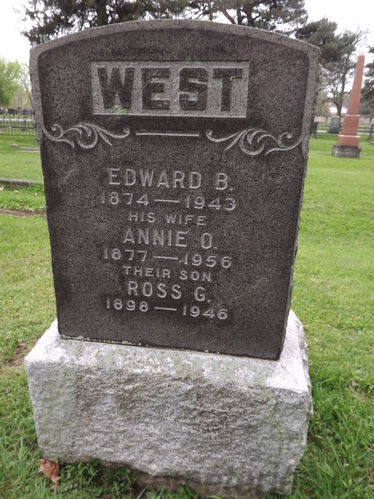 WEST
EDWARD B.
1874 — 1943
HIS WIFE
ANNIE O.
1877 — 1956
THEIR SON
ROSS G.
1898 — 1946